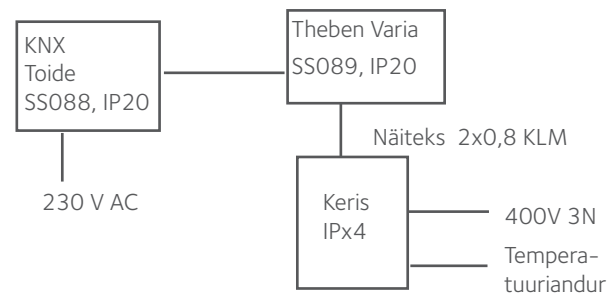 KNX
Toide
SS088, IP20
230 V AC
Theben Varia
SS089, IP20
Näiteks 2x0,8 KLM
Keris
IPx4
400V 3N
Tempera-
tuuriandur